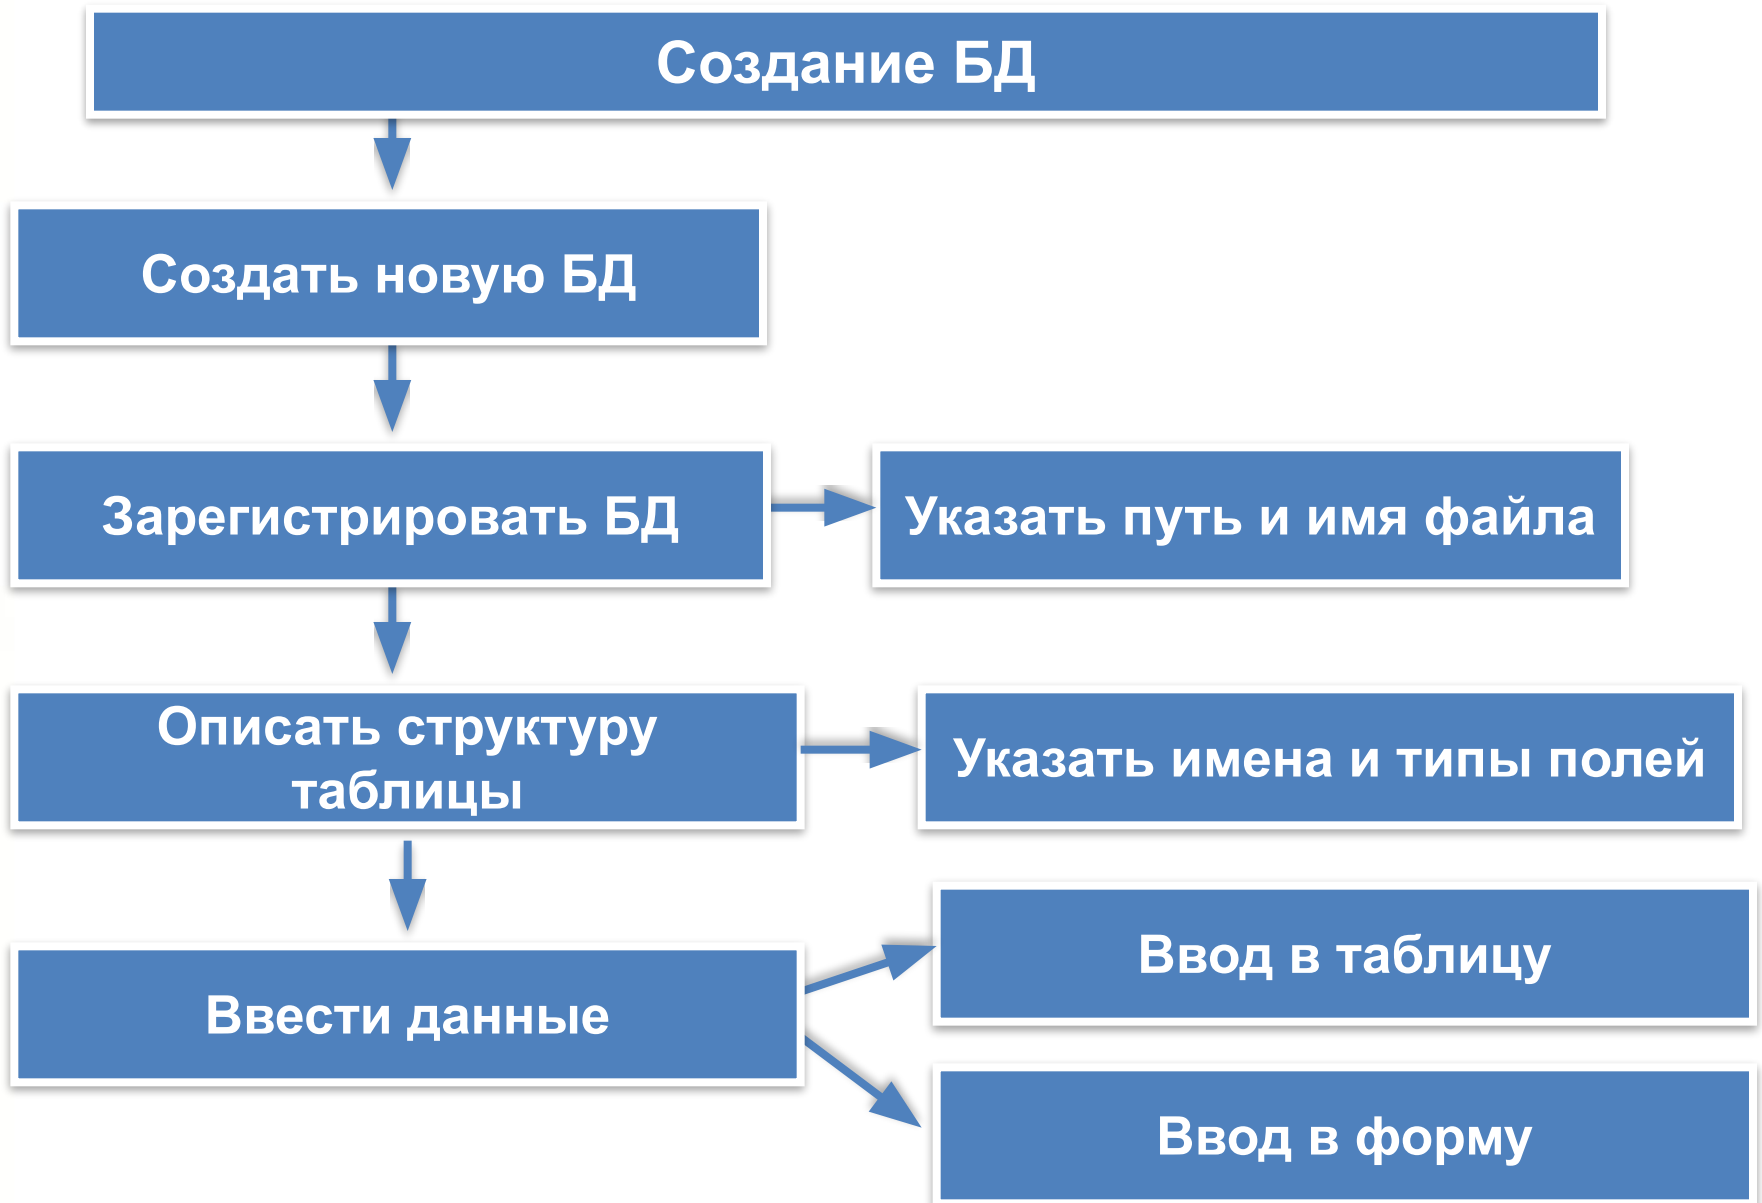 Создание БД
Создать новую БД
Зарегистрировать БД
Указать путь и имя файла
Описать структуру
таблицы
Указать имена и типы полей
Ввести данные
Ввод в таблицу
Ввод в форму